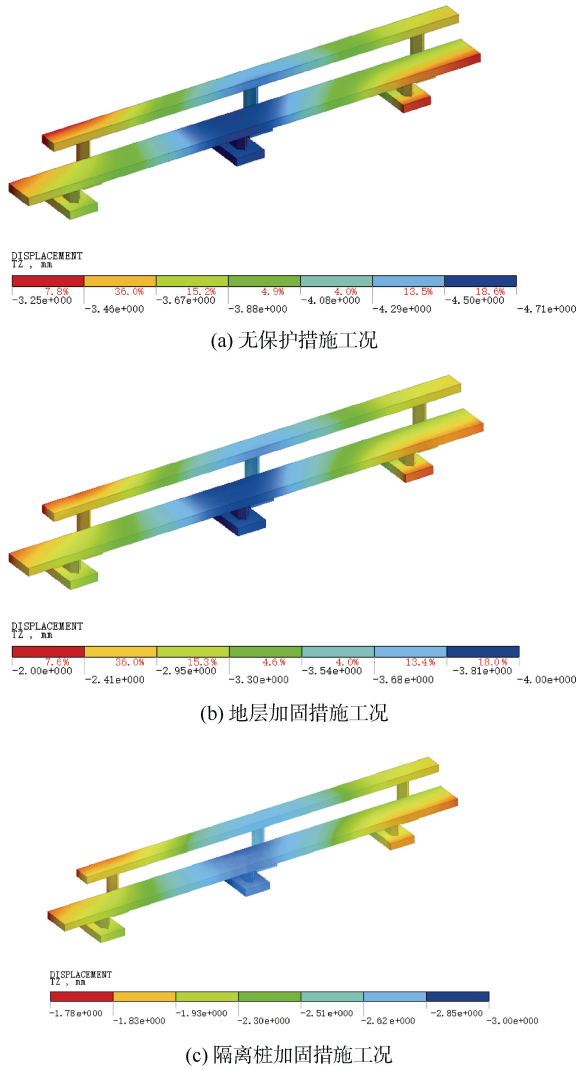 DISPLACEMENT
TZ , mm
7.8% 36.0% 15.2% 4.9% 4.0% 13.5% 18.6%
-3.25e+000 -3.46e+000 -3.67e+000 -3.88e+000 -4.08e+000 -4.29e+000 -4.50e+000 -4.71e+000
(a) 无保护措施工况
DISPLACEMENT
TZ , mm
7.6% 36.0% 15.3% 4.6% 4.0% 13.4% 18.0%
-2.00e+000 -2.41e+000 -2.95e+000 -3.30e+000 -3.54e+000 -3.68e+000 -3.81e+000 -4.00e+000
(b) 地层加固措施工况
DISPLACEMENT
TZ , mm
-1.78e+000 -1.83e+000 -1.93e+000 -2.30e+000 -2.51e+000 -2.62e+000 -2.85e+000 -3.00e+000
(c) 隔离桩加固措施工况